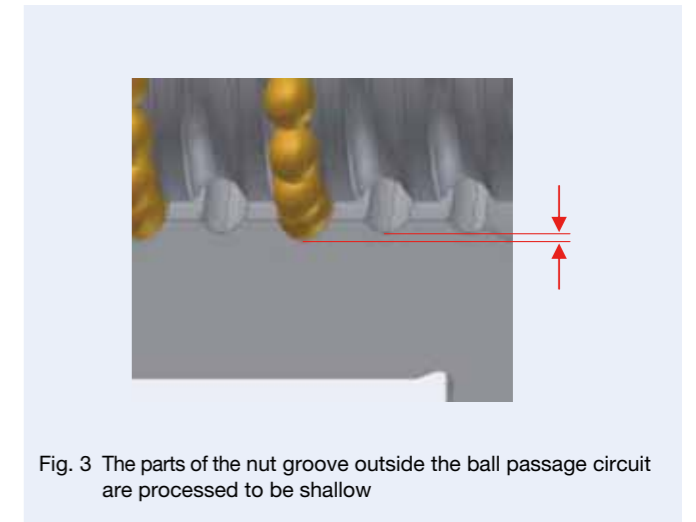 Fig. 3 The parts of the nut groove outside the ball passage circuit
are processed to be shallow